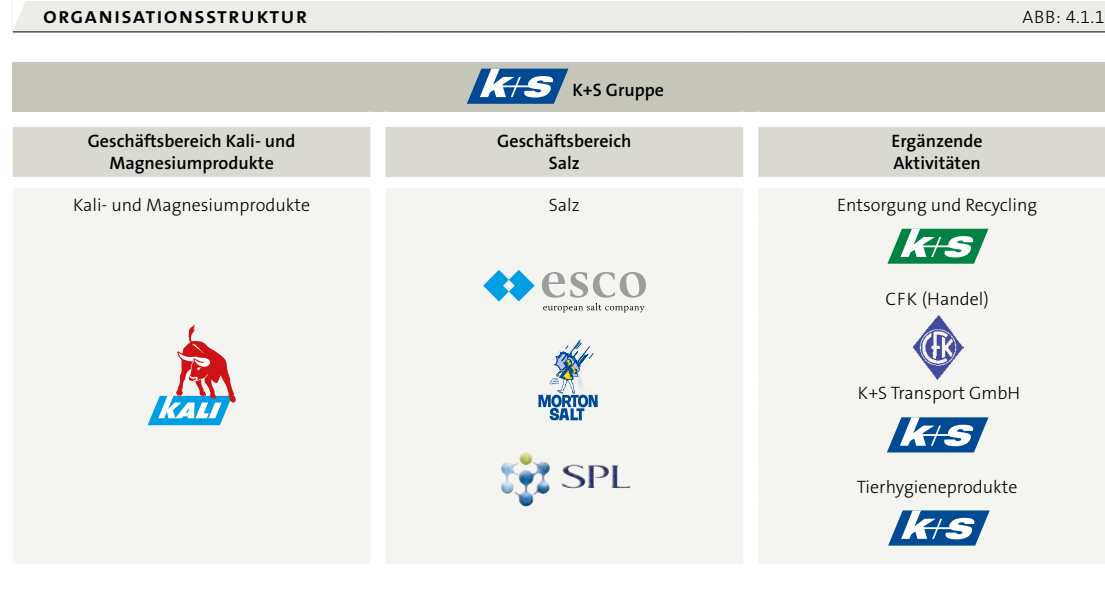 ORGANISATIONSSTRUKTUR
ABB: 4.1.1
K+S K+S Gruppe
Geschäftsbereich Kali- und
Magnesiumprodukte
Kali- und Magnesiumprodukte
KALI
Geschäftsbereich
Salz
Salz
esco
european salt company
MORTON
SALT
SPL
Ergänzende
Aktivitäten
Entsorgung und Recycling
K+S
CFK (Handel)
CFK
K+S Transport GmbH
K+S
Tierhygieneprodukte
K+S